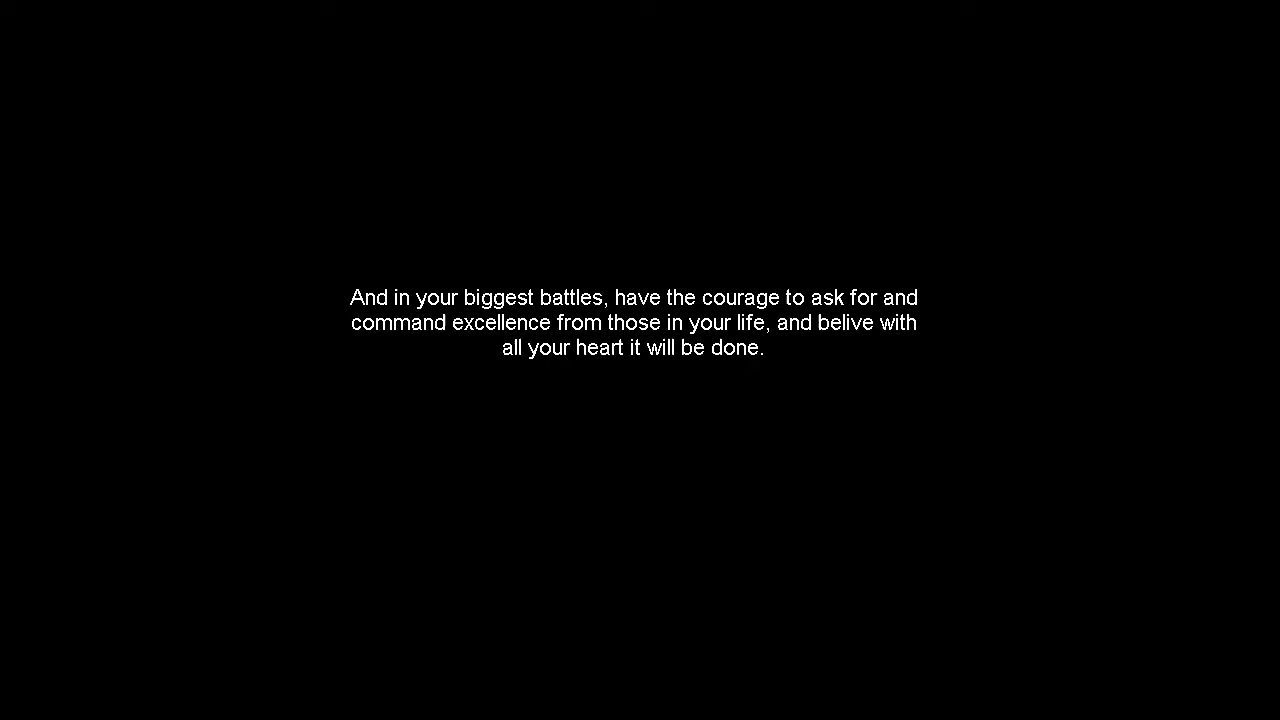 And in your biggest battles, have the courage to ask for and
command excellence from those in your life, and belive with
all your heart it will be done.